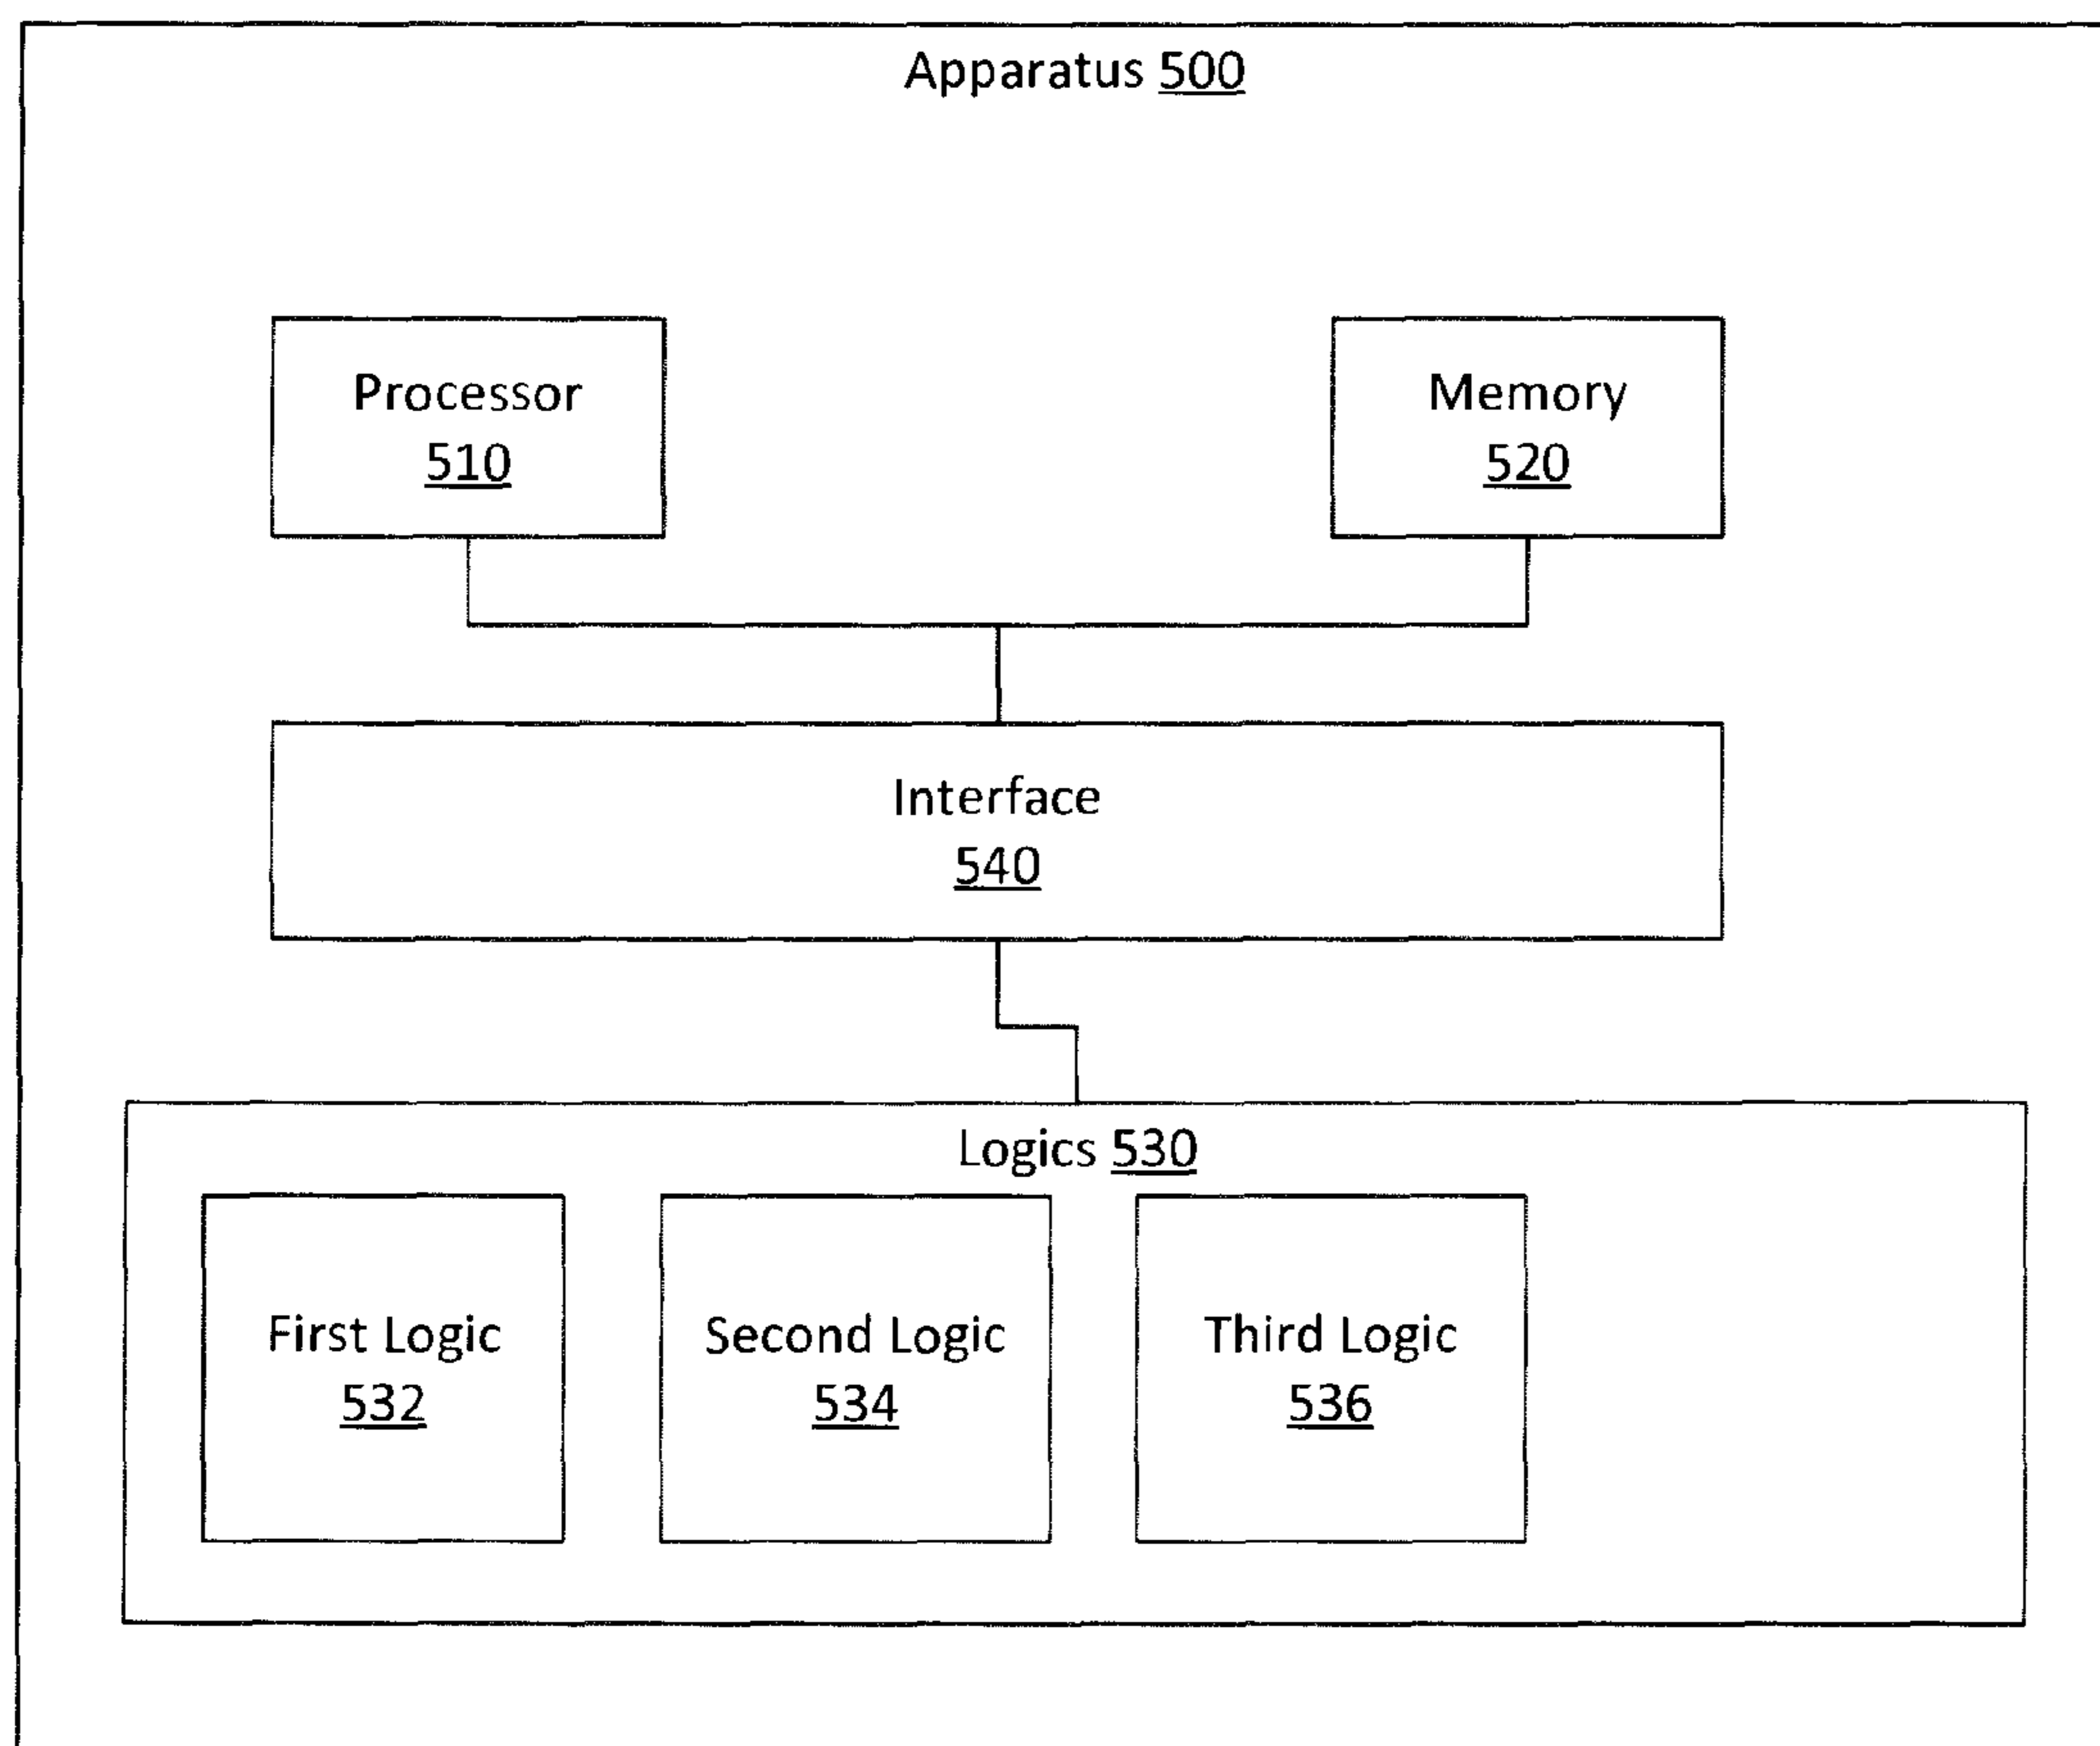 Apparatus 500
Processor
510
Memory
520
Interface
540
Logics 530
First Logic
532
Second Logic
534
Third Logic
536